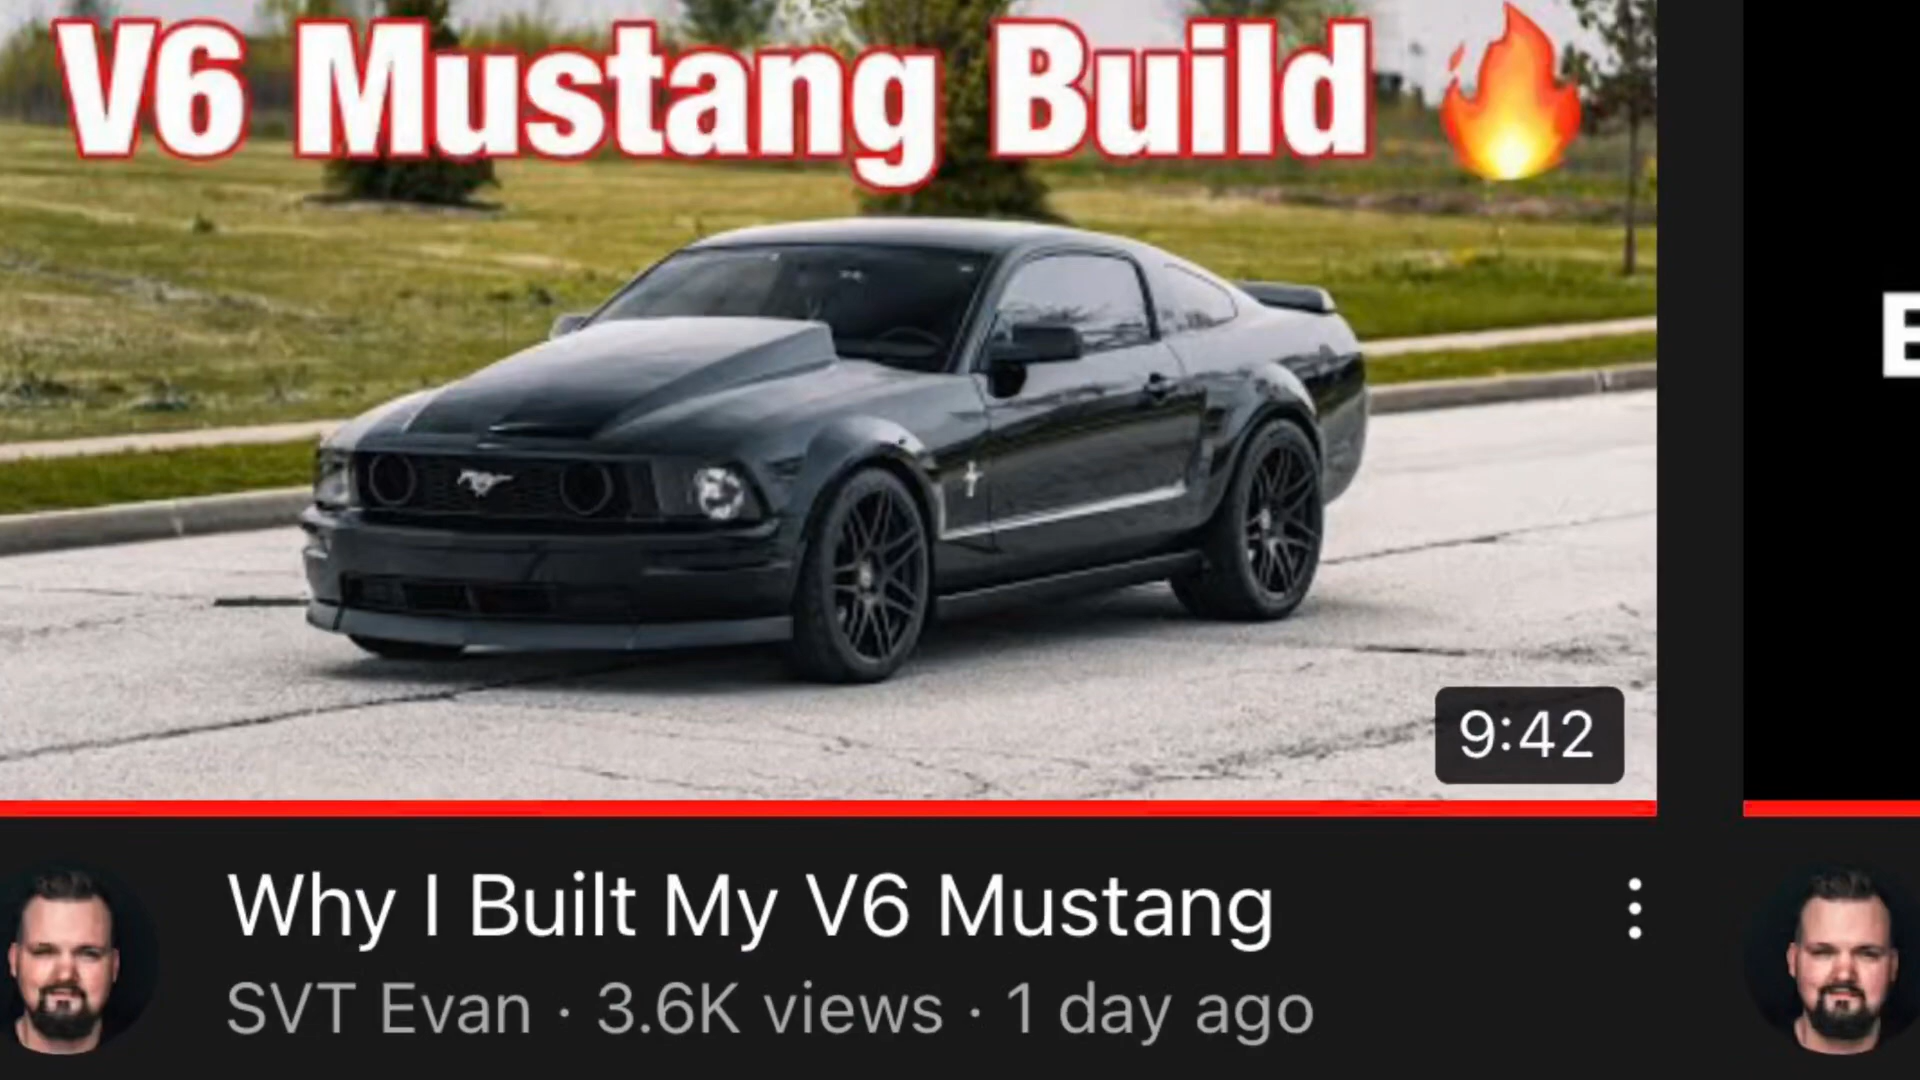 V6 Mustang Build 🔥
9:42
Why I Built My V6 Mustang
SVT Evan · 3.6K views · 1 day ago